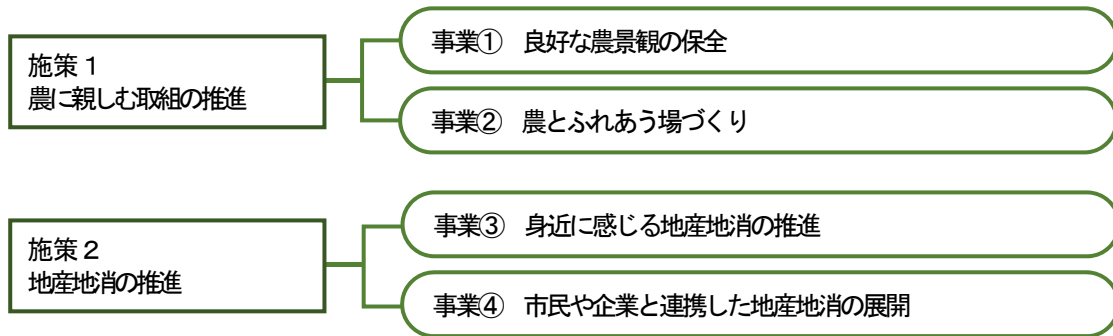 施策１
農に親しむ取組の推進
事業①　良好な農景観の保全
事業②　農とふれあう場づくり
施策２
地産地消の推進
事業③　身近に感じる地産地消の推進
事業④　市民や企業と連携した地産地消の展開